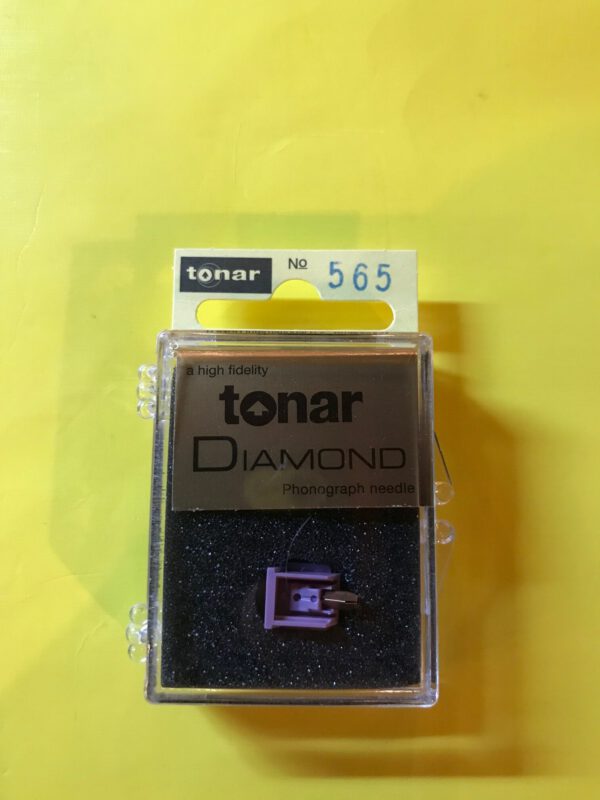 tonar № 565
a high fidelity
tonar
DIAMOND
Phonograph needle